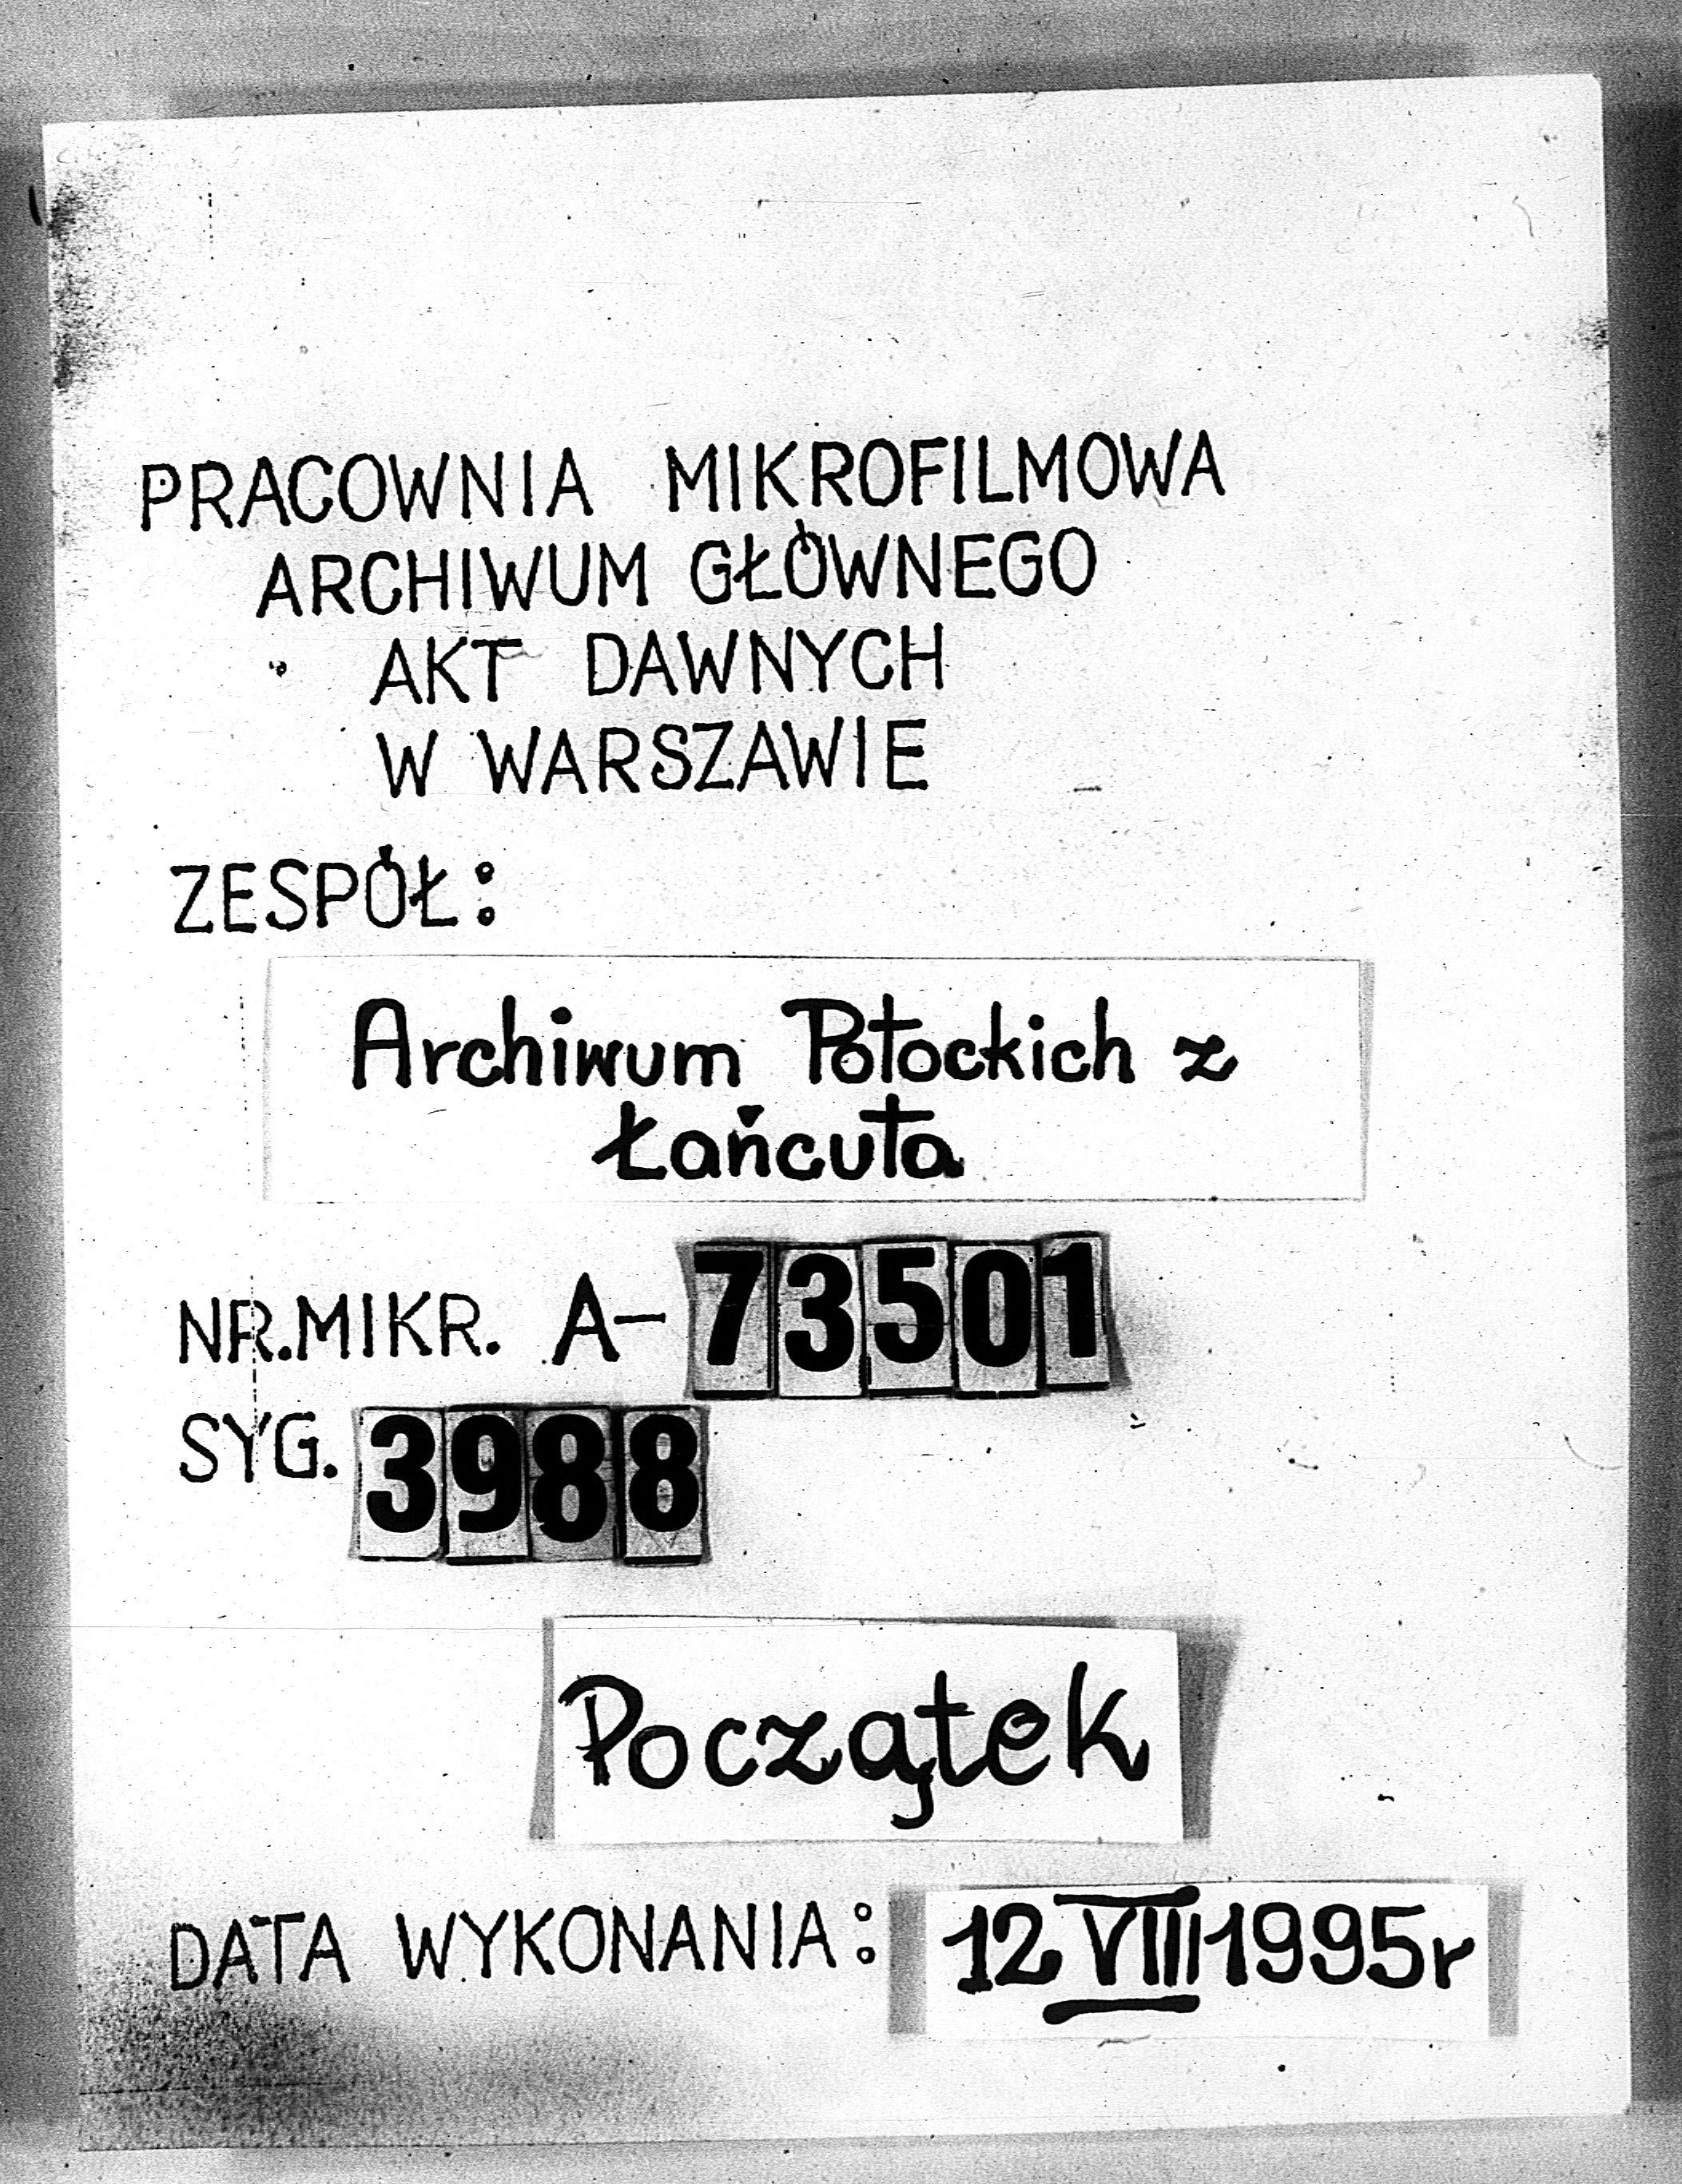 PRACOWNIA MIKROFILMOWA
ARCHIWUM GŁÓWNEGO
AKT DAWNYCH
W WARSZAWIE
ZESPÓŁ:
Archiwum Potockich z
Łańcuta
NR.MIKR. A-73501
SYG. 3988
Początek
DATA WYKONANIA: 12 VIII 1995r